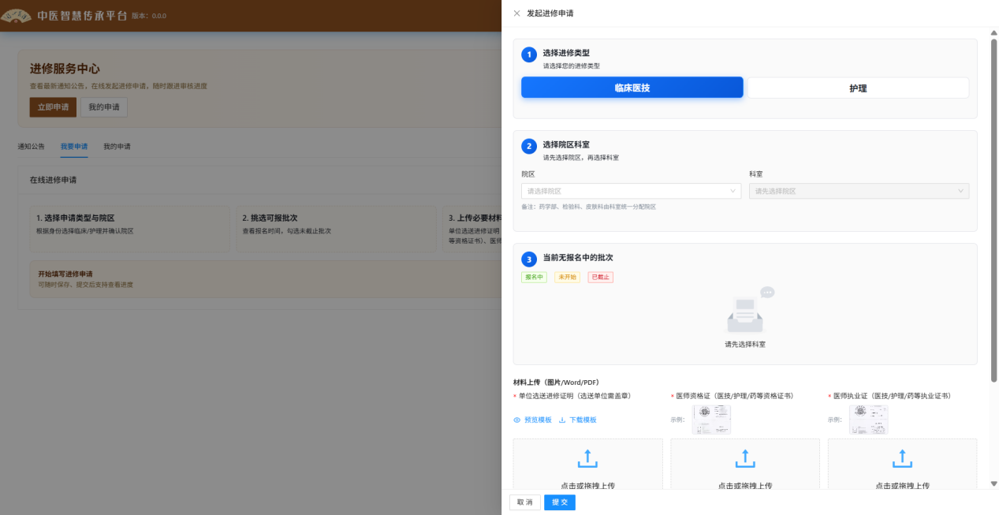 中医智慧传承平台 版本：0.0.0
进修服务中心
查看最新通知公告，在线发起进修申请，随时跟进审核进度
立即申请 我的申请
通知公告 我要申请 我的申请
在线进修申请
1. 选择申请类型与院区
根据身份选择临床/护理并确认院区
2. 挑选可报批次
查看报名时间，勾选未截止批次
3. 上传必要材料
单位选送进修证明
等资格证书）、医师
开始填写进修申请
可随时保存，提交后支持查看进度
发起进修申请
1 选择进修类型
请选择您的进修类型
临床医技 护理
2 选择院区科室
请先选择院区，再选择科室
院区 科室
请选择院区 请先选择院区
备注：药学部、检验科、皮肤科由科室统一分配院区
3 当前无报名中的批次
报名中 未开始 已截止
请先选择科室
材料上传（图片/Word/PDF）
* 单位选送进修证明（选送单位需盖章） * 医师资格证（医技/护理/药等资格证书） * 医师执业证（医技/护理/药等执业证书）
预览模板 下载模板 示例： 示例：
点击或拖拽上传 点击或拖拽上传 点击或拖拽上传
取 消 提 交